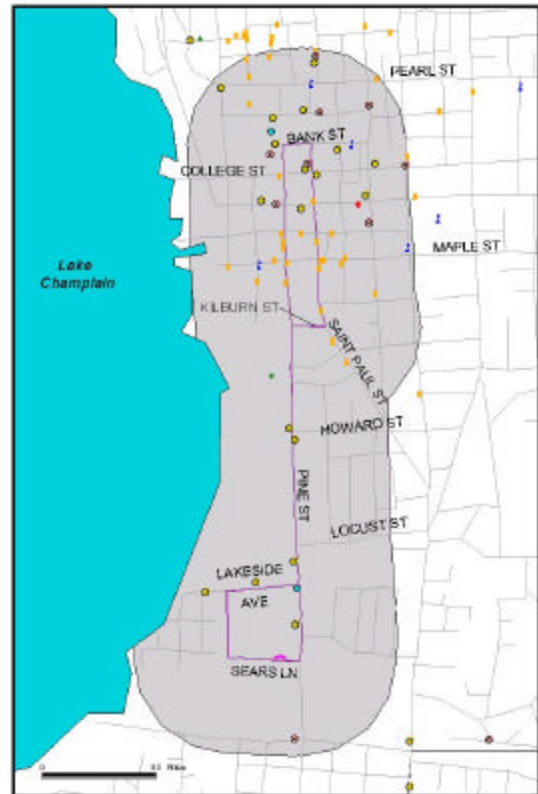 PEARL ST
BANK ST
COLLEGE ST
MAPLE ST
Lake
Champlain
KILBURN ST
SAINT PAUL ST
HOWARD ST
PINE ST
LOCUST ST
LAKESIDE
AVE
SEARS LN
0